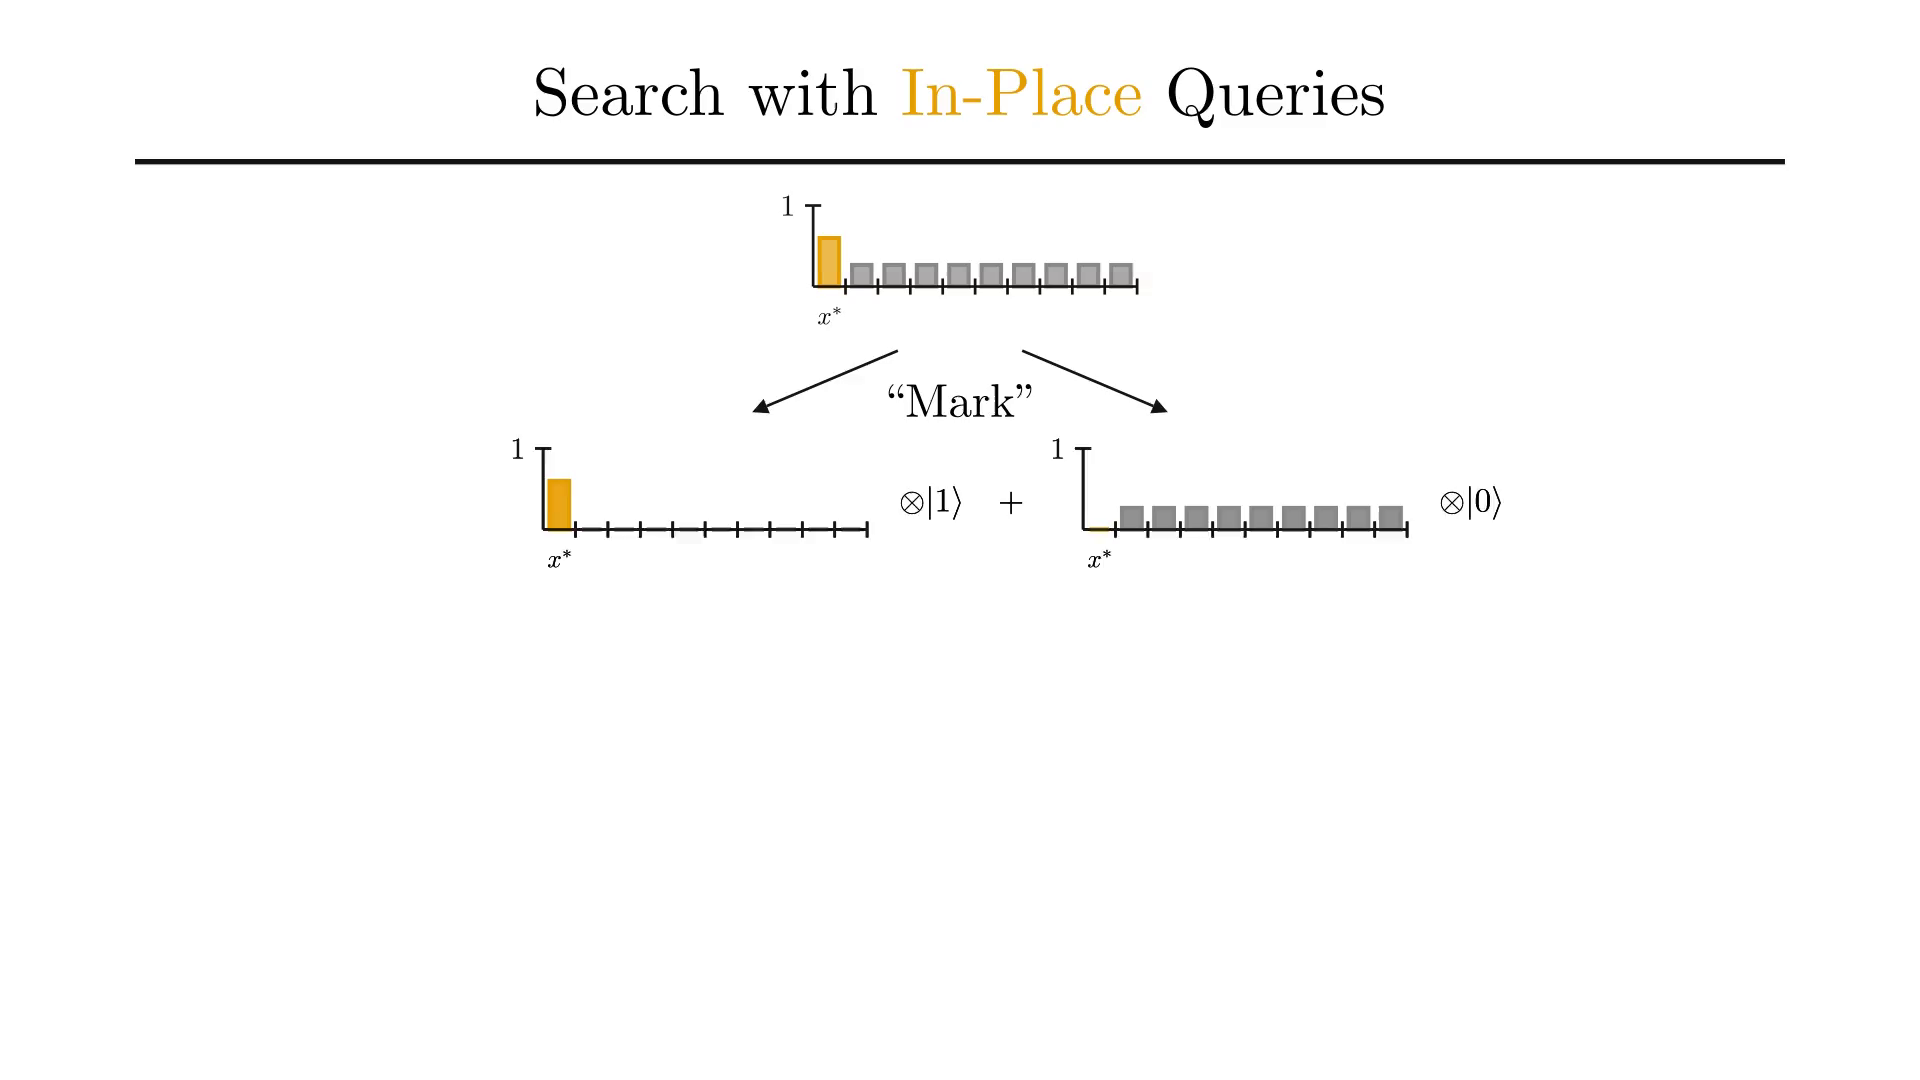 Search with In-Place Queries
1
x*
“Mark”
1 ⊗|1⟩ + 1 ⊗|0⟩
x* x*